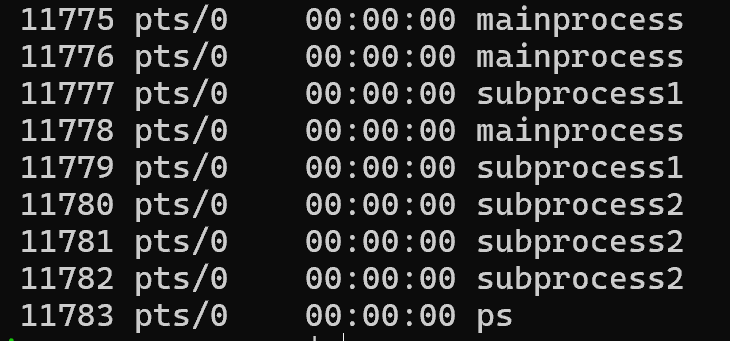 11775 pts/0    00:00:00 mainprocess
11776 pts/0    00:00:00 mainprocess
11777 pts/0    00:00:00 subprocess1
11778 pts/0    00:00:00 mainprocess
11779 pts/0    00:00:00 subprocess1
11780 pts/0    00:00:00 subprocess2
11781 pts/0    00:00:00 subprocess2
11782 pts/0    00:00:00 subprocess2
11783 pts/0    00:00:00 ps